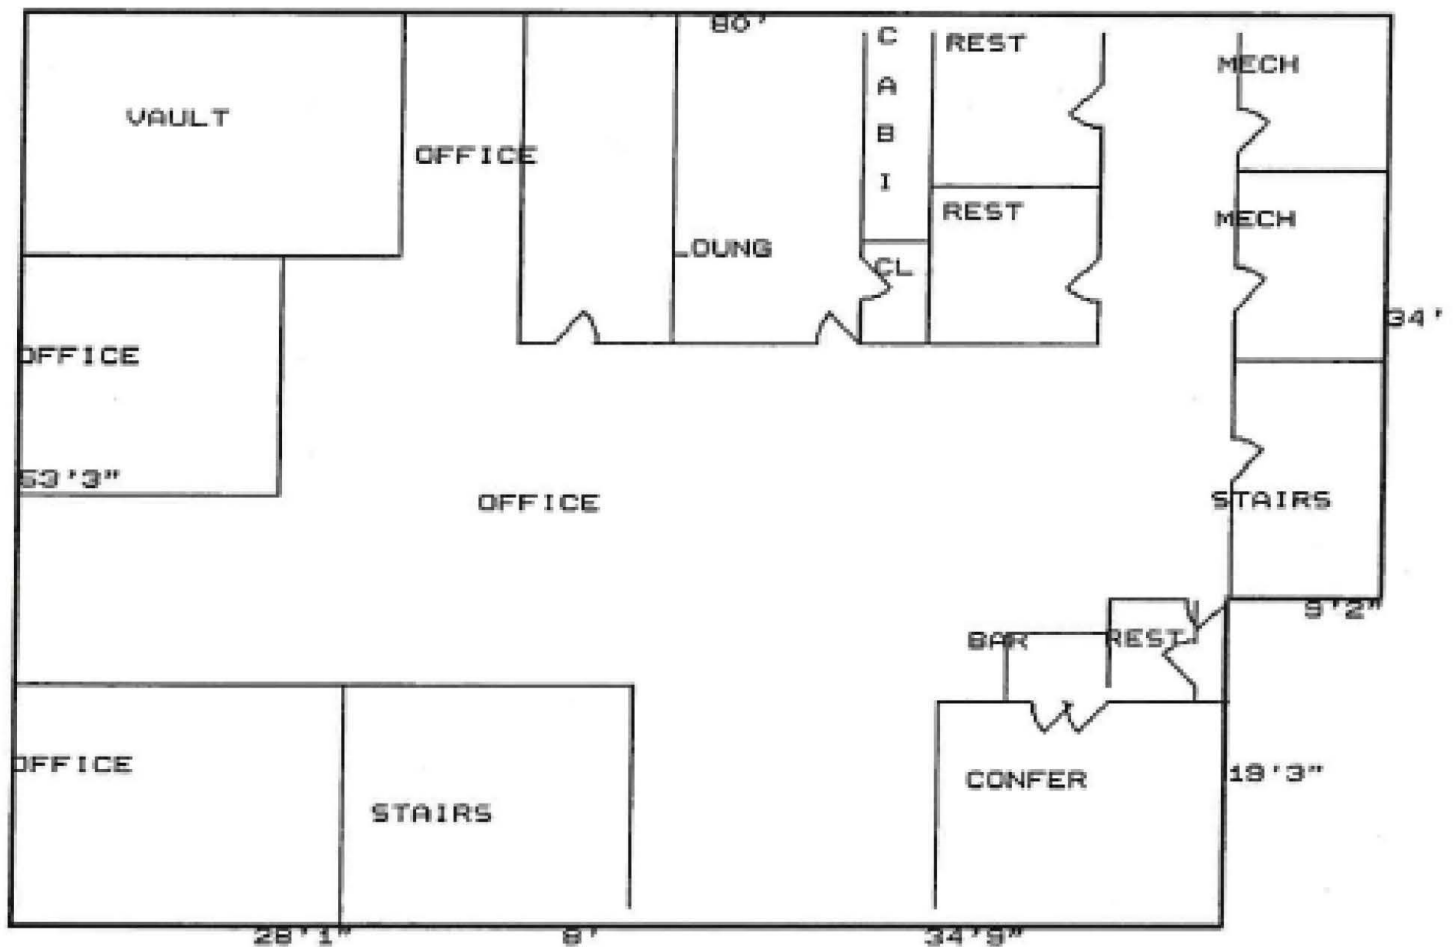 80'
C
A
B
I
REST
MECH
VAULT
OFFICE
REST
MECH
LOUNG
CL
34'
OFFICE
53'3"
OFFICE
STAIRS
9'2"
BAR
REST
OFFICE
CONFER
19'3"
STAIRS
28'1"
8'
34'9"